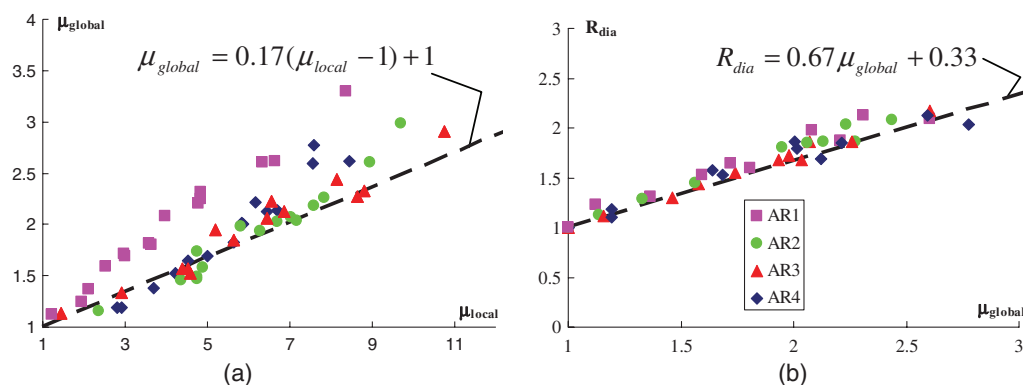 μglobal
4
3.5
3
2.5
2
1.5
1
1
3
5
7
9
11
μlocal
μglobal = 0.17(μlocal −1)+1
(a)
Rdia
3
2.5
2
1.5
1
0.5
0
1
1.5
2
2.5
3
μglobal
Rdia = 0.67μglobal + 0.33
AR1
AR2
AR3
AR4
(b)